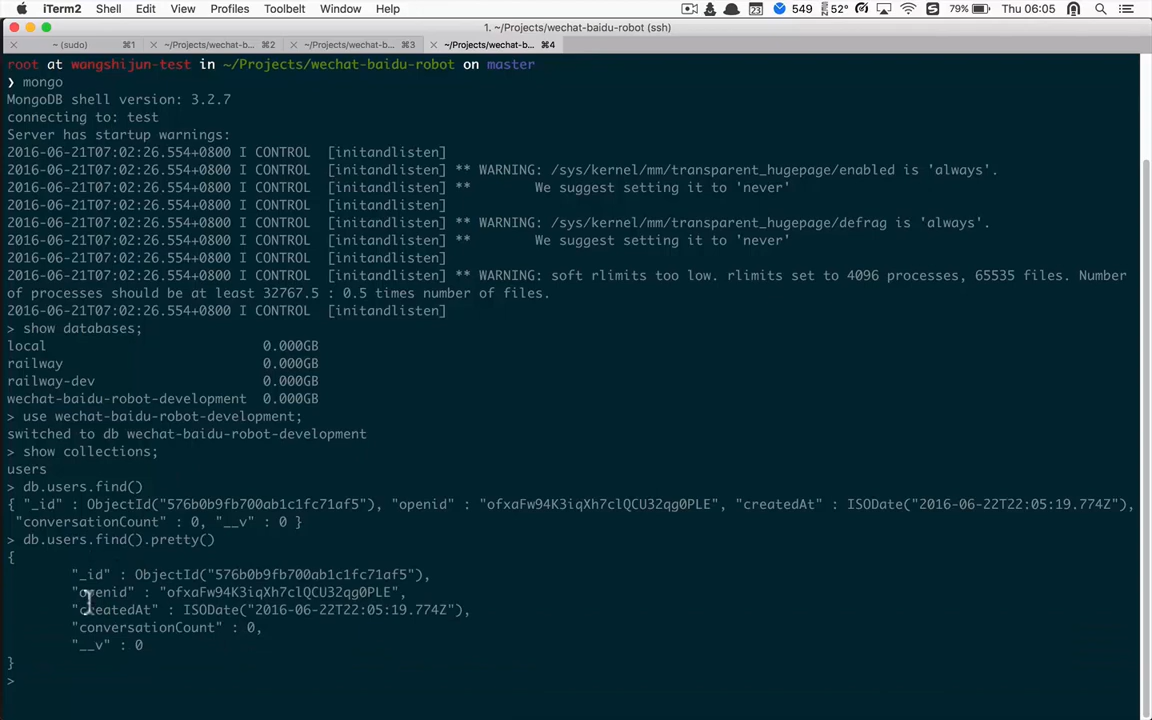 iTerm2 Shell Edit View Profiles Toolbelt Window Help 23 549 52° 79% Thu 06:05
1. ~/Projects/wechat-baidu-robot (ssh)
~ (sudo) ⌘1 ~/Projects/wechat-b... ⌘2 ~/Projects/wechat-b... ⌘3 ~/Projects/wechat-b... ⌘4
root at wangshijun-test in ~/Projects/wechat-baidu-robot on master
❯ mongo
MongoDB shell version: 3.2.7
connecting to: test
Server has startup warnings:
2016-06-21T07:02:26.554+0800 I CONTROL  [initandlisten]
2016-06-21T07:02:26.554+0800 I CONTROL  [initandlisten] ** WARNING: /sys/kernel/mm/transparent_hugepage/enabled is 'always'.
2016-06-21T07:02:26.554+0800 I CONTROL  [initandlisten] **        We suggest setting it to 'never'
2016-06-21T07:02:26.554+0800 I CONTROL  [initandlisten]
2016-06-21T07:02:26.554+0800 I CONTROL  [initandlisten] ** WARNING: /sys/kernel/mm/transparent_hugepage/defrag is 'always'.
2016-06-21T07:02:26.554+0800 I CONTROL  [initandlisten] **        We suggest setting it to 'never'
2016-06-21T07:02:26.554+0800 I CONTROL  [initandlisten]
2016-06-21T07:02:26.554+0800 I CONTROL  [initandlisten] ** WARNING: soft rlimits too low. rlimits set to 4096 processes, 65535 files. Number
of processes should be at least 32767.5 : 0.5 times number of files.
2016-06-21T07:02:26.554+0800 I CONTROL  [initandlisten]
> show databases;
local                           0.000GB
railway                         0.000GB
railway-dev                     0.000GB
wechat-baidu-robot-development  0.000GB
> use wechat-baidu-robot-development;
switched to db wechat-baidu-robot-development
> show collections;
users
> db.users.find()
{ "_id" : ObjectId("576b0b9fb700ab1c1fc71af5"), "openid" : "ofxaFw94K3iqXh7clQCU32qg0PLE", "createdAt" : ISODate("2016-06-22T22:05:19.774Z"),
"conversationCount" : 0, "__v" : 0 }
> db.users.find().pretty()
{
"_id" : ObjectId("576b0b9fb700ab1c1fc71af5"),
"openid" : "ofxaFw94K3iqXh7clQCU32qg0PLE",
"createdAt" : ISODate("2016-06-22T22:05:19.774Z"),
"conversationCount" : 0,
"__v" : 0
}
>